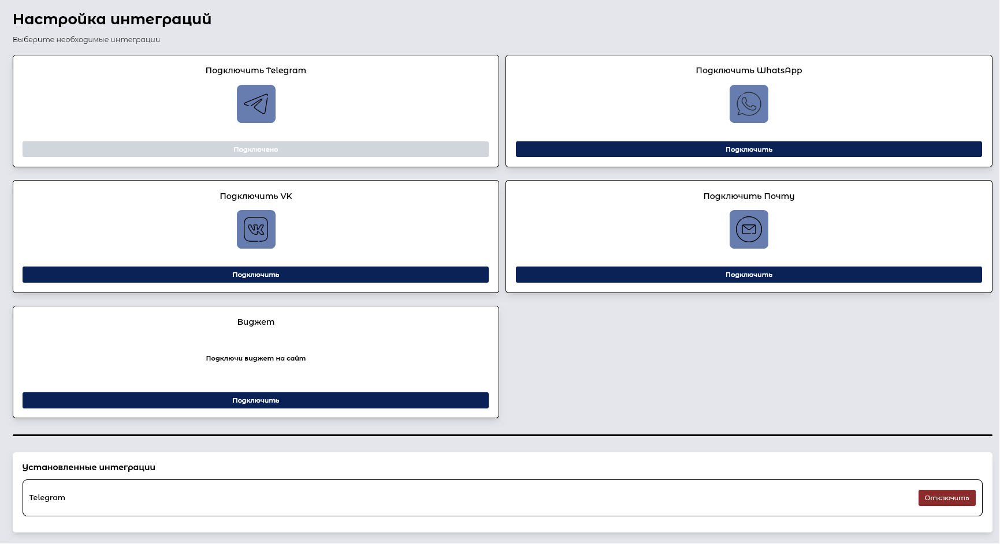 Настройка интеграций
Выберите необходимые интеграции
Подключить Telegram
Подключить WhatsApp
Подключено
Подключить
Подключить VK
Подключить Почту
Подключить
Подключить
Виджет
Подключи виджет на сайт
Подключить
Установленные интеграции
Telegram
Отключить